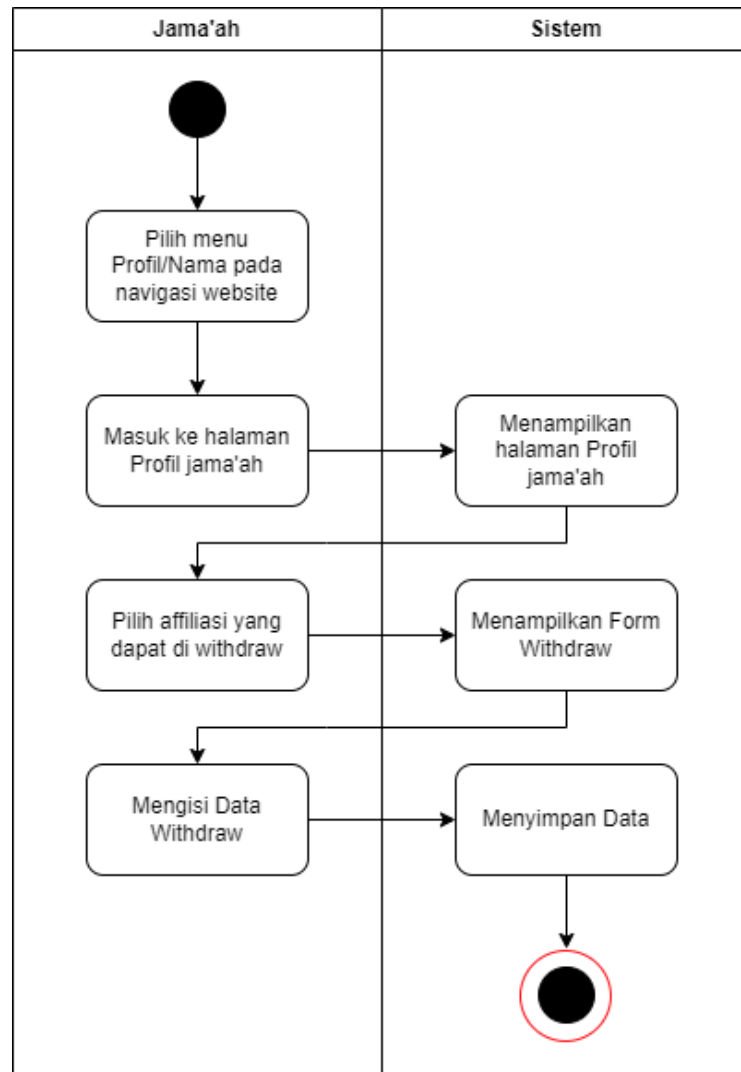 Jama'ah
Sistem
Pilih menu
Profil/Nama pada
navigasi website
Masuk ke halaman
Profil jama'ah
Menampilkan
halaman Profil
jama'ah
Pilih affiliasi yang
dapat di withdraw
Menampilkan Form
Withdraw
Mengisi Data
Withdraw
Menyimpan Data